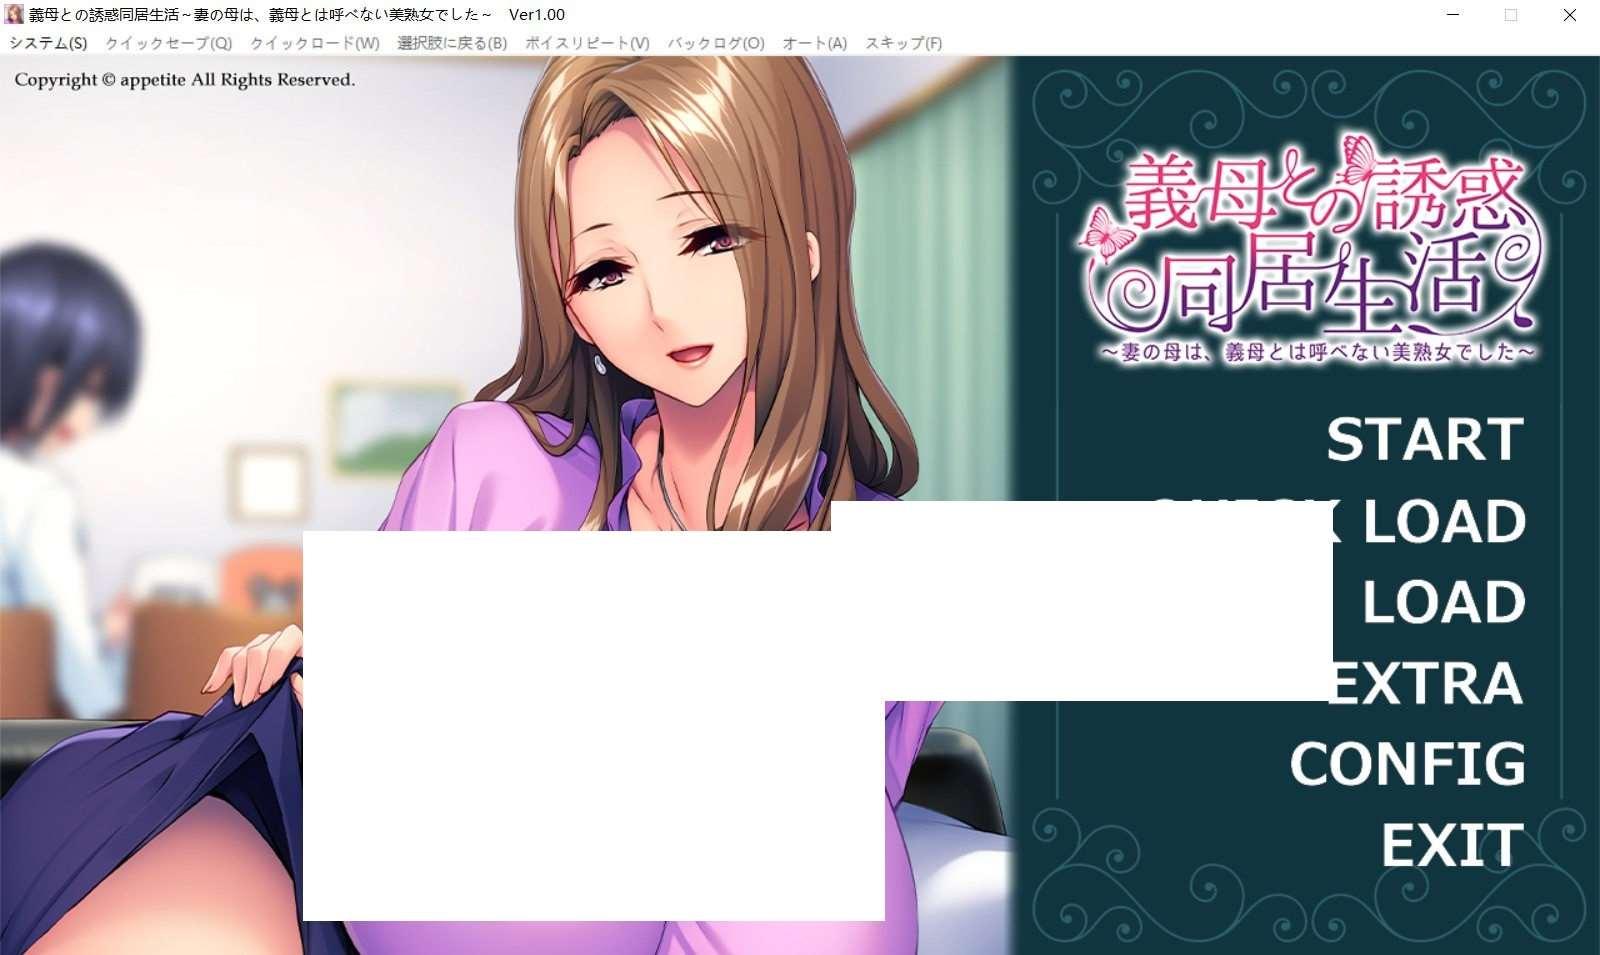 義母との誘惑同居生活～妻の母は、義母とは呼べない美熟女でした～　Ver1.00
システム(S) クイックセーブ(Q) クイックロード(W) 選択肢に戻る(B) ボイスリピート(V) バックログ(O) オート(A) スキップ(F)
Copyright © appetite All Rights Reserved.
義母との誘惑
同居生活
～妻の母は、義母とは呼べない美熟女でした～
START
LOAD
LOAD
EXTRA
CONFIG
EXIT